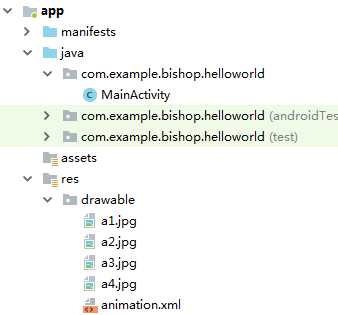 app
manifests
java
com.example.bishop.helloworld
MainActivity
com.example.bishop.helloworld (androidTes
com.example.bishop.helloworld (test)
assets
res
drawable
a1.jpg
a2.jpg
a3.jpg
a4.jpg
animation.xml